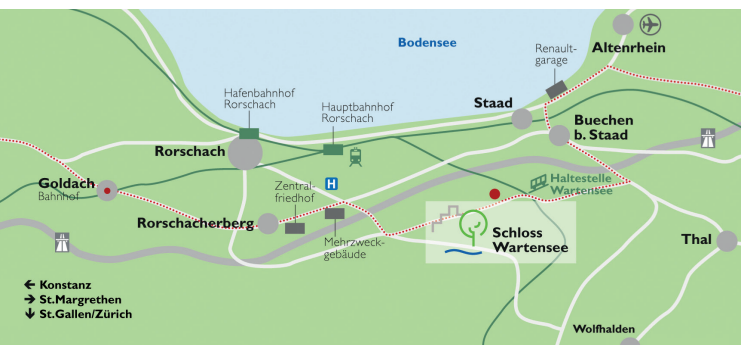 Bodensee
Renault-
garage
Altenrhein
Hafenbahnhof
Rorschach
Hauptbahnhof
Rorschach
Staad
Buechen
b. Staad
Rorschach
Goldach
Bahnhof
Zentral-
friedhof
H
Haltestelle
Wartensee
Rorschacherberg
Mehrzweck-
gebäude
Schloss
Wartensee
Thal
← Konstanz
→ St.Margrethen
↓ St.Gallen/Zürich
Wolfhalden